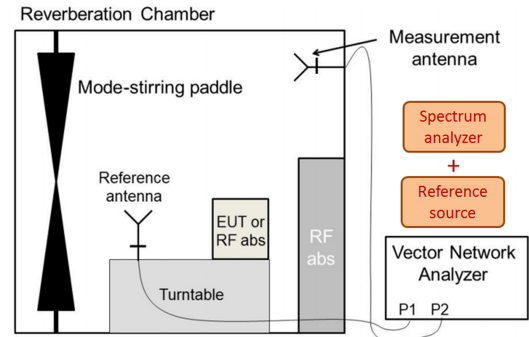 Reverberation Chamber
Measurement
antenna
Mode-stirring paddle
Spectrum
analyzer
+
Reference
source
Reference
antenna
EUT or
RF abs
RF
abs
Vector Network
Analyzer
Turntable
P1 P2